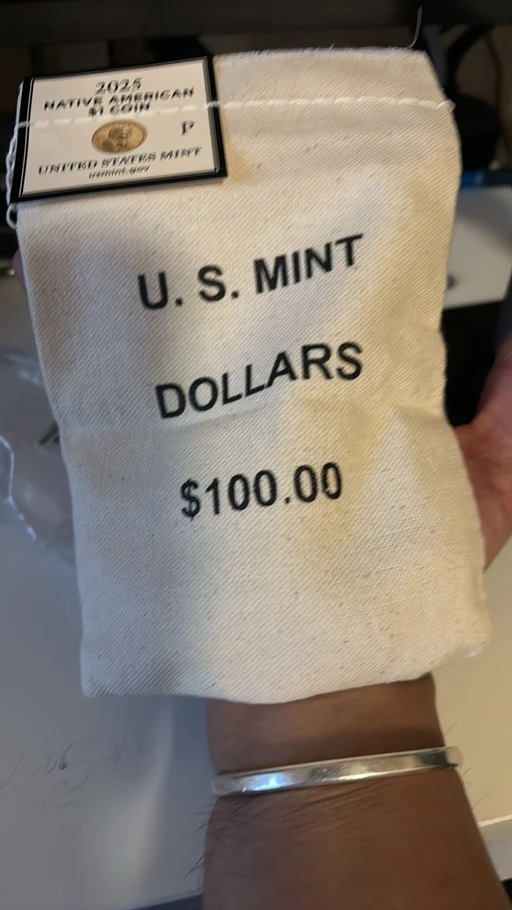 2025
NATIVE AMERICAN
$1 COIN
P
UNITED STATES MINT
usmint.gov
U. S. MINT
DOLLARS
$100.00